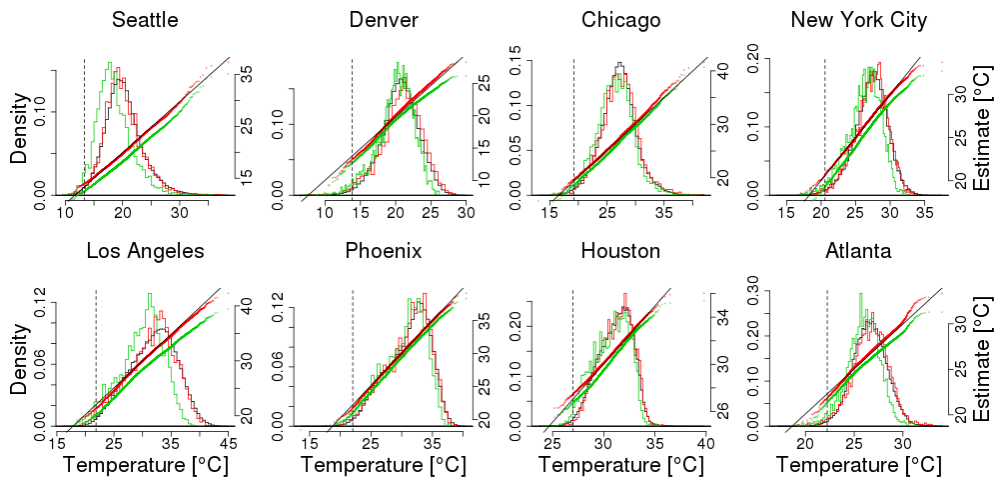 Seattle
Denver
Chicago
New York City
Density
0.00 0.10
15 25 35
10 20 30
0.00 0.10
10 15 20 25
10 15 20 25 30
0.00 0.05 0.10 0.15
20 30 40
15 25 35
0.00 0.10 0.20
20 25 30
15 20 25 30 35
Estimate [°C]
Los Angeles
Phoenix
Houston
Atlanta
Density
0.00 0.06 0.12
20 30 40
15 25 35 45
0.00 0.06 0.12
20 25 30 35
15 25 35
0.00 0.10 0.20
26 30 34
25 30 35 40
0.00 0.10 0.20 0.30
20 25 30
20 25 30
Estimate [°C]
Temperature [°C]
Temperature [°C]
Temperature [°C]
Temperature [°C]